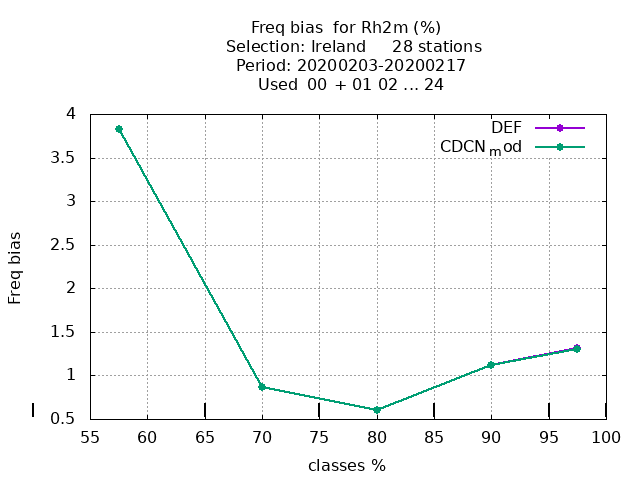 Freq bias  for Rh2m (%)
Selection: Ireland     28 stations
Period: 20200203-20200217
Used  00  + 01 02 ... 24
DEF
CDCNmod
4
3.5
3
2.5
2
1.5
1
0.5
Freq bias
55 60 65 70 75 80 85 90 95 100
classes %